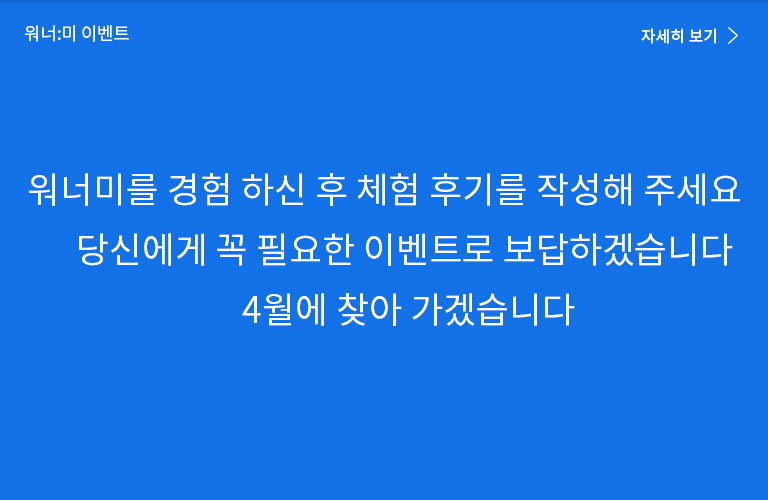 워너:미 이벤트
자세히 보기
워너미를 경험 하신 후 체험 후기를 작성해 주세요
당신에게 꼭 필요한 이벤트로 보답하겠습니다
4월에 찾아 가겠습니다